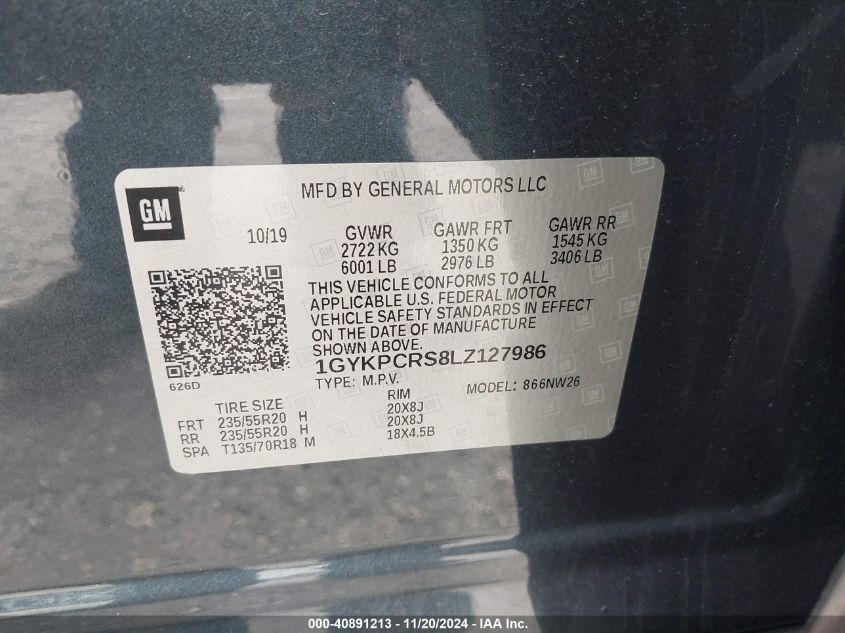 GM
MFD BY GENERAL MOTORS LLC
10/19
GVWR GAWR FRT GAWR RR
2722 KG 1350 KG 1545 KG
6001 LB 2976 LB 3406 LB
THIS VEHICLE CONFORMS TO ALL
APPLICABLE U.S. FEDERAL MOTOR
VEHICLE SAFETY STANDARDS IN EFFECT
ON THE DATE OF MANUFACTURE
SHOWN ABOVE.
1GYKPCRS8LZ127986
626D
TYPE: M.P.V. MODEL: 866NW26
TIRE SIZE RIM
FRT 235/55R20 H 20X8J
RR 235/55R20 H 20X8J
SPA T135/70R18 M 18X4.5B
000-40891213 - 11/20/2024 - IAA Inc.